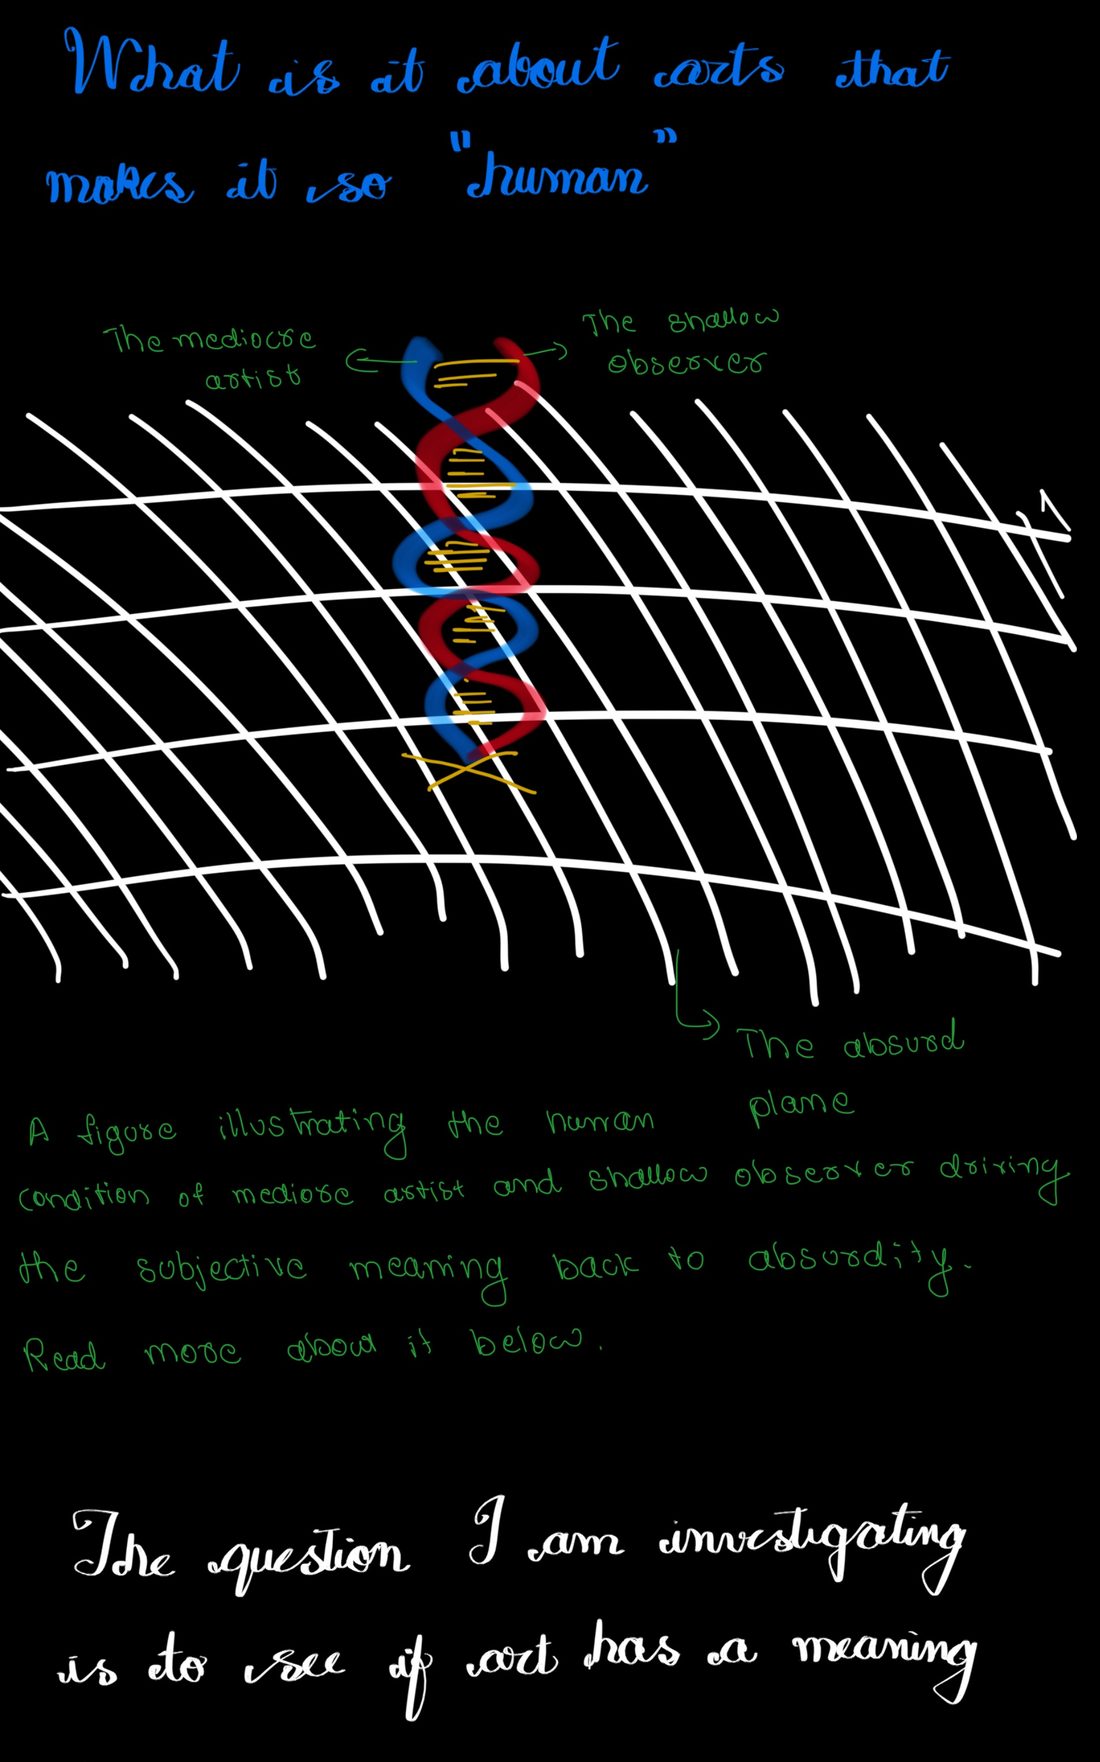 What is it about arts that
makes it so "human"
The mediocre
artist
The shallow
observer
The absurd
plane
A figure illustrating the human
condition of mediore artist and shallow observer driving
the subjective meaning back to absurdity.
Read more about it below.
The question I am investigating
is to see if art has a meaning